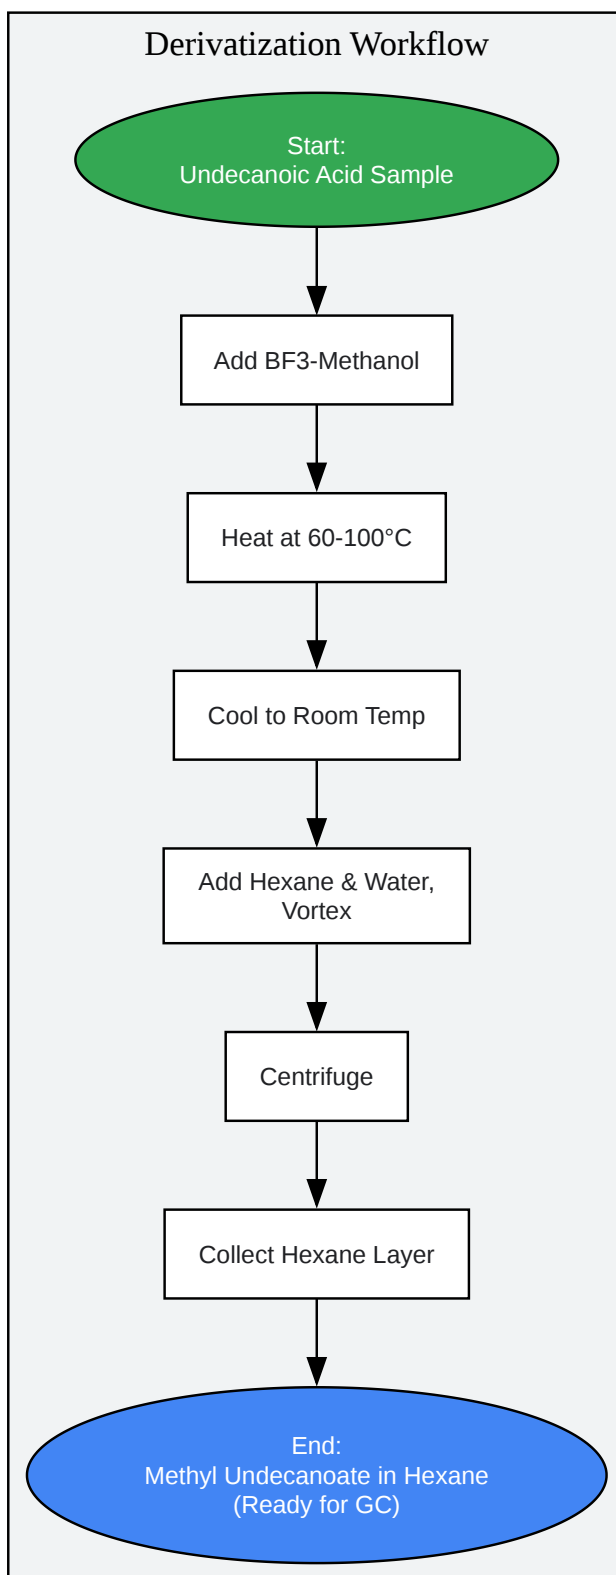 Derivatization Workflow
Start:
Undecanoic Acid Sample
Add BF3-Methanol
Heat at 60-100°C
Cool to Room Temp
Add Hexane & Water,
Vortex
Centrifuge
Collect Hexane Layer
End:
Methyl Undecanoate in Hexane
(Ready for GC)